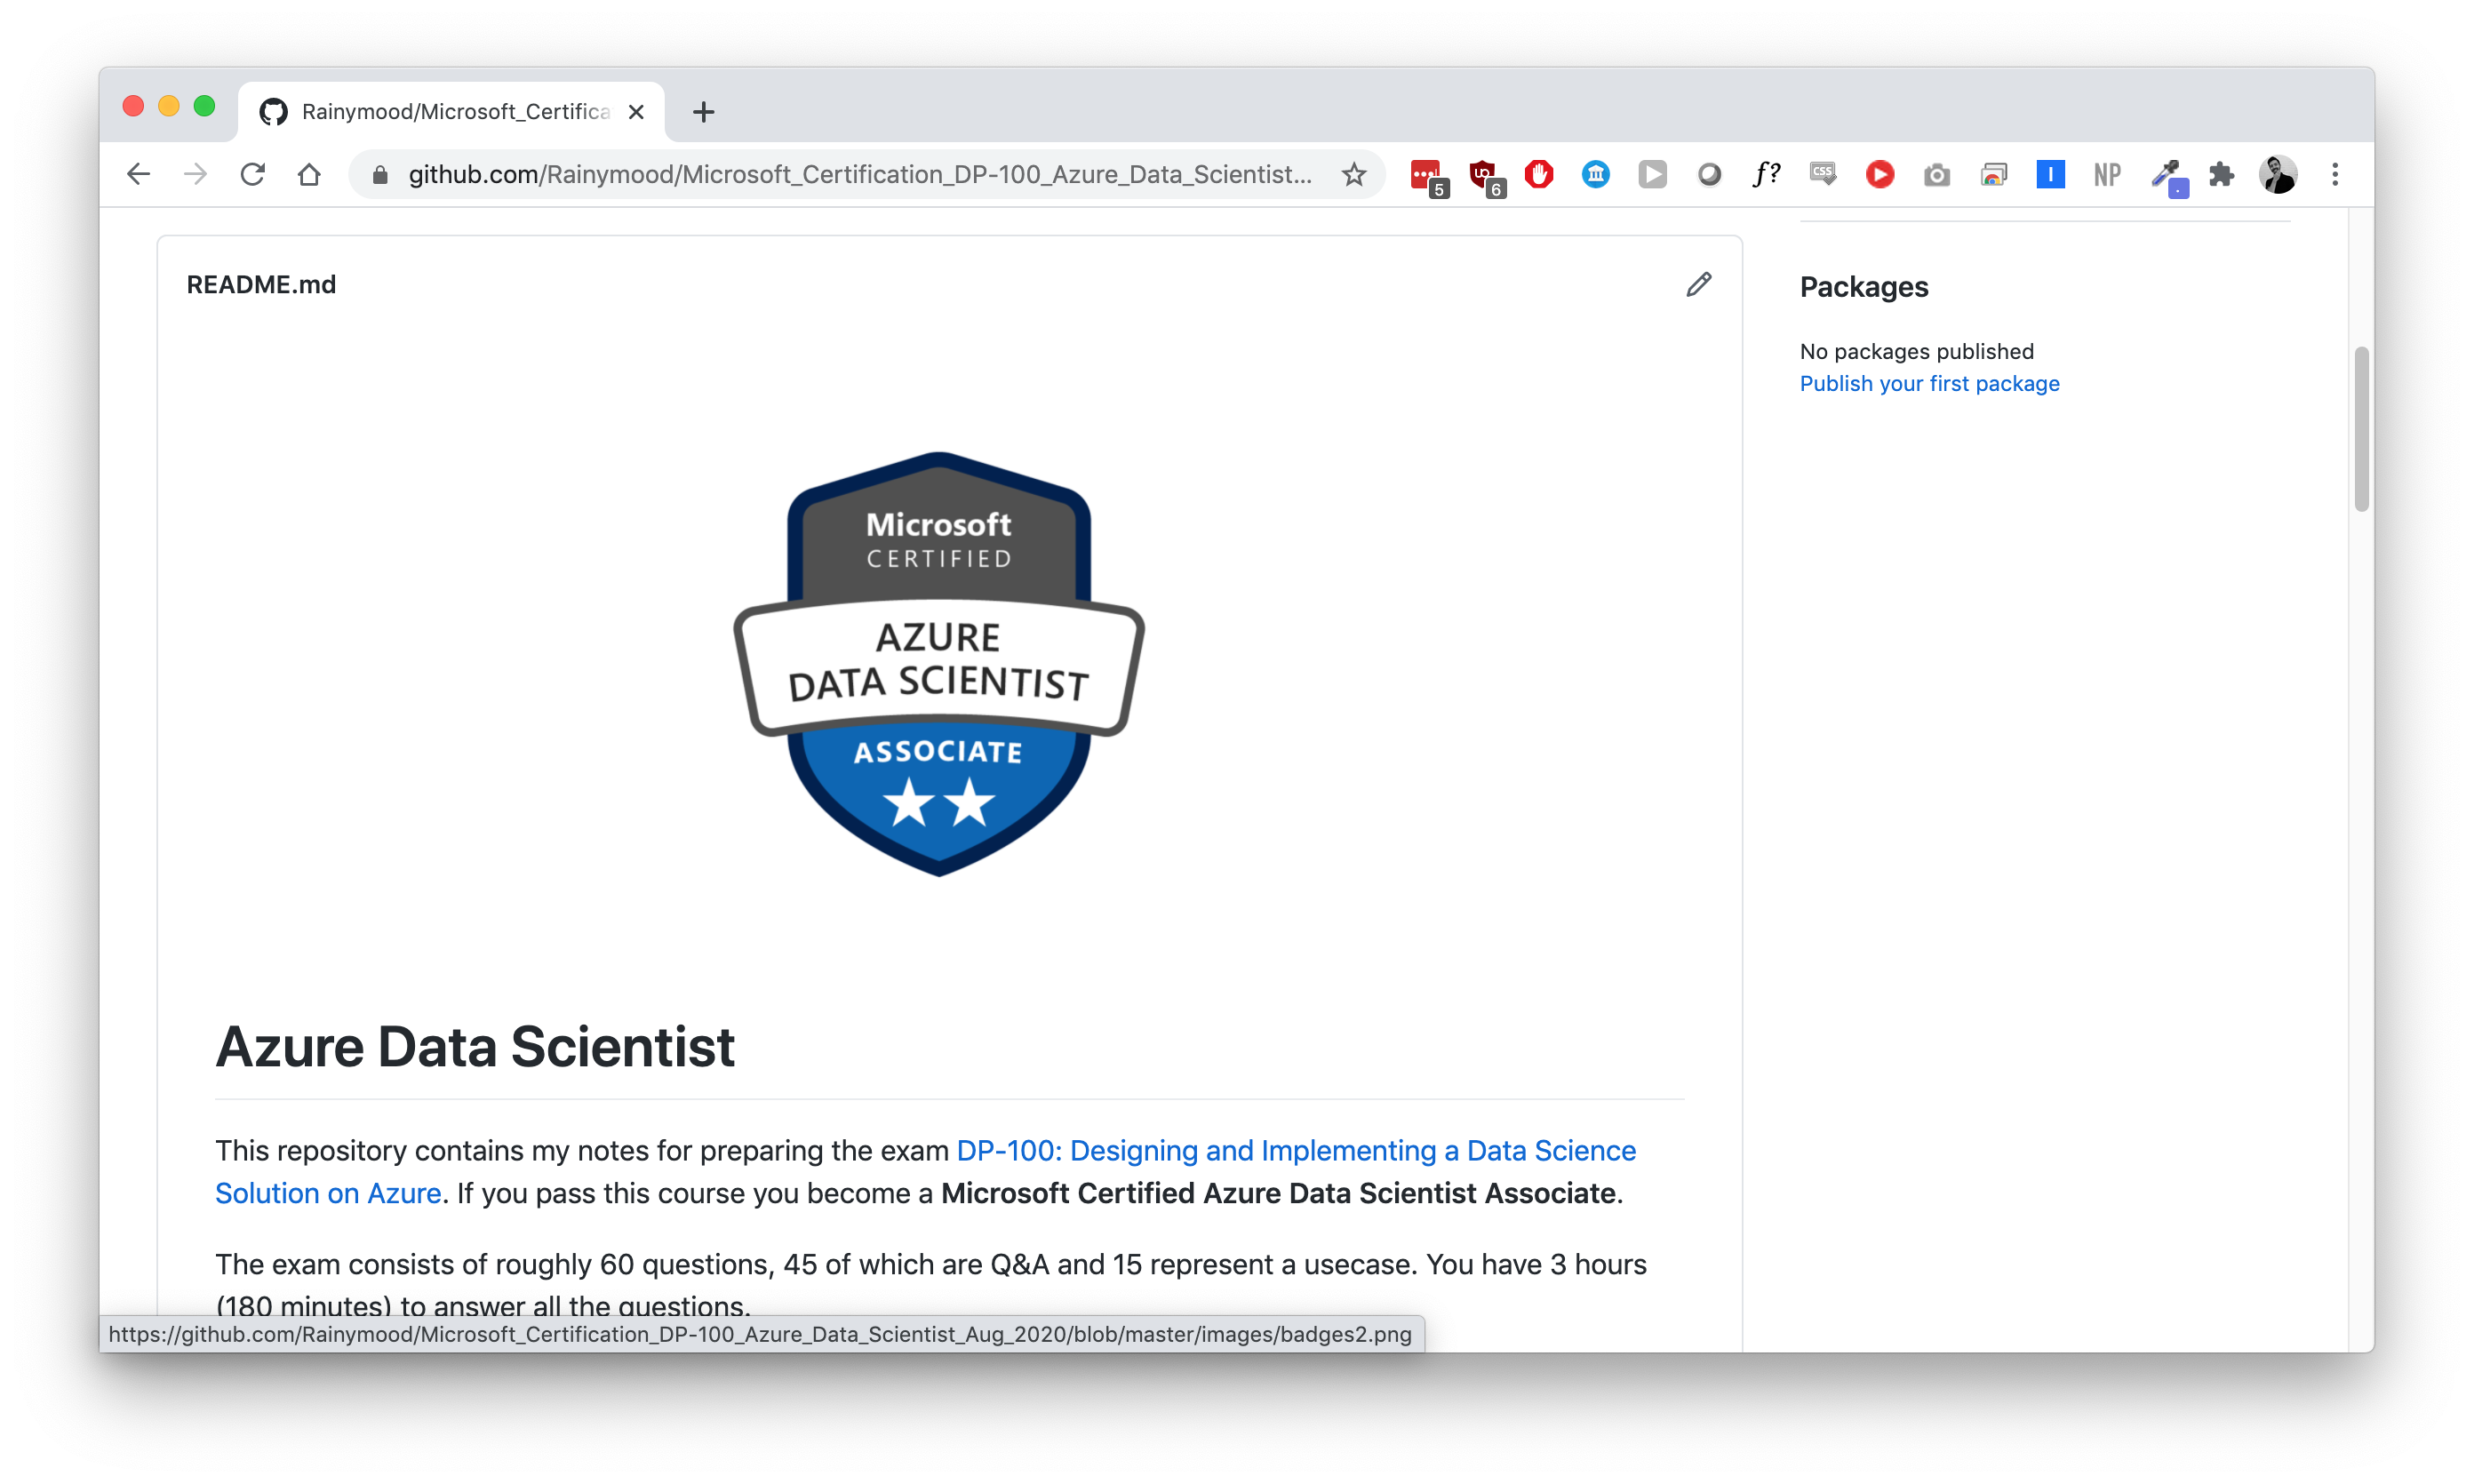 Rainymood/Microsoft_Certifica
github.com/Rainymood/Microsoft_Certification_DP-100_Azure_Data_Scientist...
5
6
f?
CSS
I
NP
README.md
Packages
No packages published
Publish your first package
Microsoft
CERTIFIED
AZURE
DATA SCIENTIST
ASSOCIATE
Azure Data Scientist
This repository contains my notes for preparing the exam DP-100: Designing and Implementing a Data Science
Solution on Azure. If you pass this course you become a Microsoft Certified Azure Data Scientist Associate.
The exam consists of roughly 60 questions, 45 of which are Q&A and 15 represent a usecase. You have 3 hours
(180 minutes) to answer all the questions.
https://github.com/Rainymood/Microsoft_Certification_DP-100_Azure_Data_Scientist_Aug_2020/blob/master/images/badges2.png